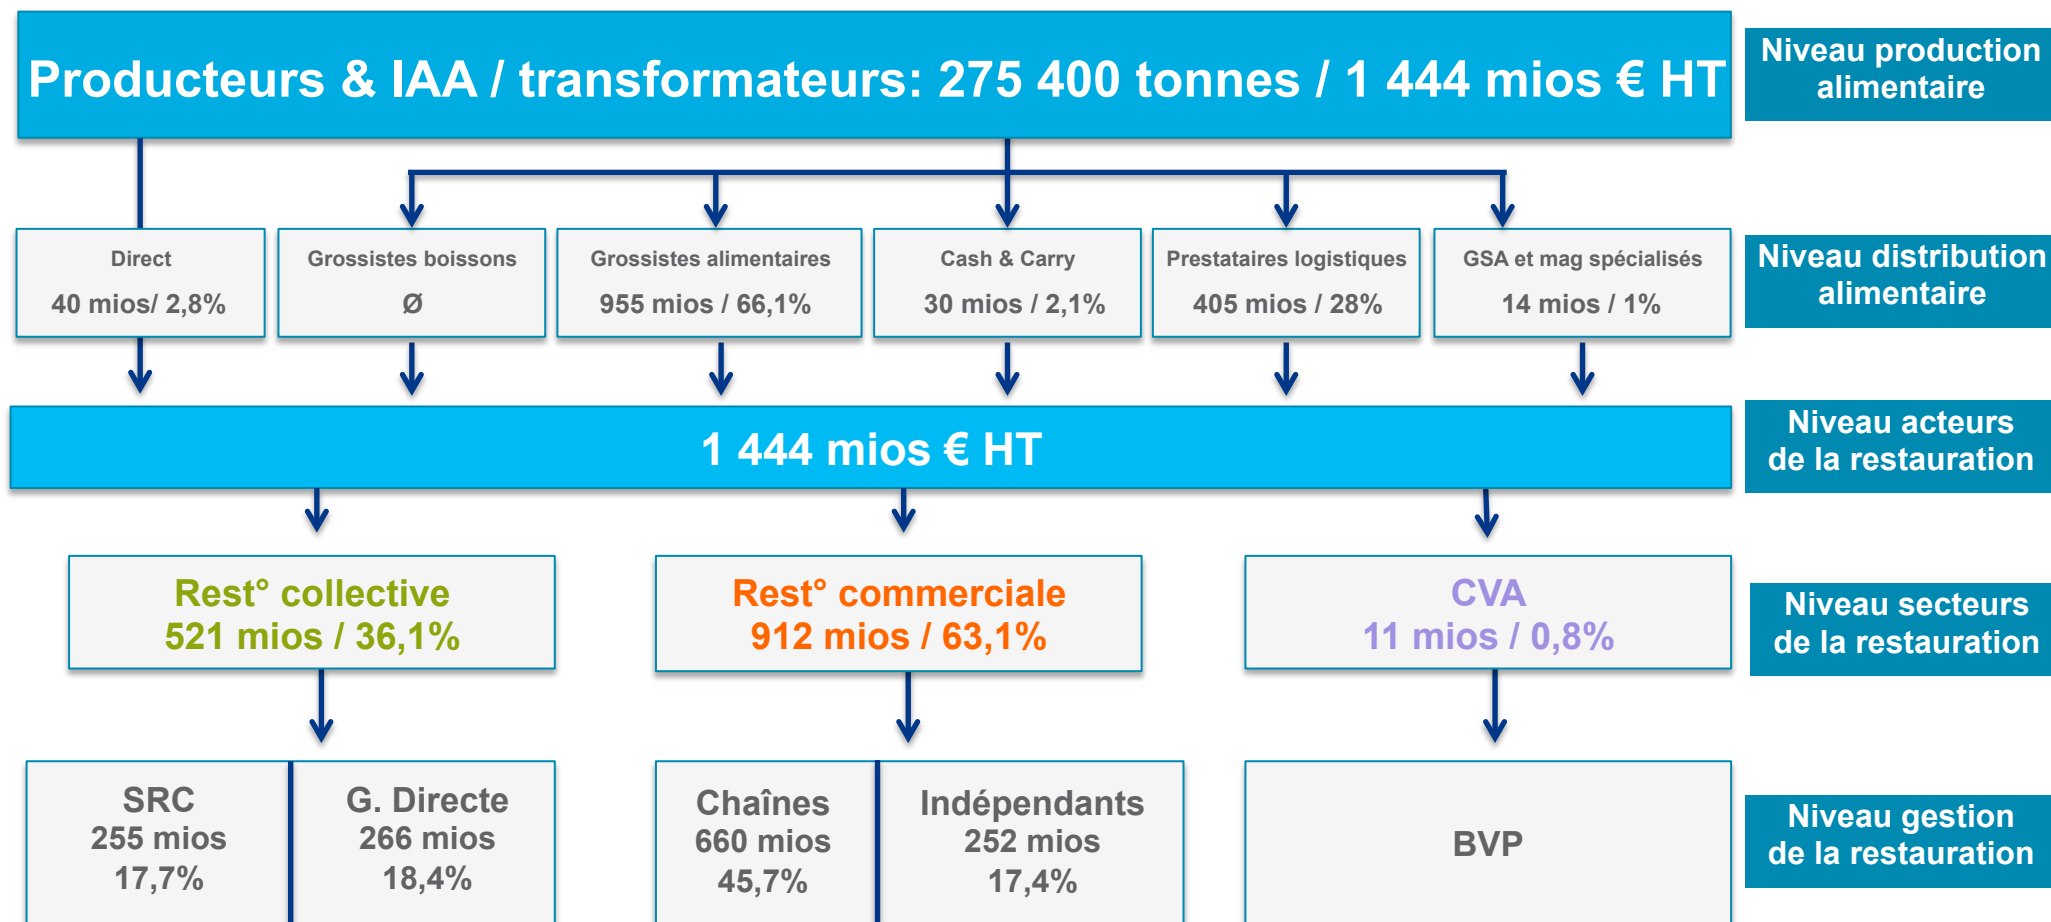 Producteurs & IAA / transformateurs: 275 400 tonnes / 1 444 mios € HT
Niveau production
alimentaire
Direct
40 mios/ 2,8%
Grossistes boissons
Ø
Grossistes alimentaires
955 mios / 66,1%
Cash & Carry
30 mios / 2,1%
Prestataires logistiques
405 mios / 28%
GSA et mag spécialisés
14 mios / 1%
Niveau distribution
alimentaire
1 444 mios € HT
Niveau acteurs
de la restauration
Rest° collective
521 mios / 36,1%
Rest° commerciale
912 mios / 63,1%
CVA
11 mios / 0,8%
Niveau secteurs
de la restauration
SRC
255 mios
17,7%
G. Directe
266 mios
18,4%
Chaînes
660 mios
45,7%
Indépendants
252 mios
17,4%
BVP
Niveau gestion
de la restauration